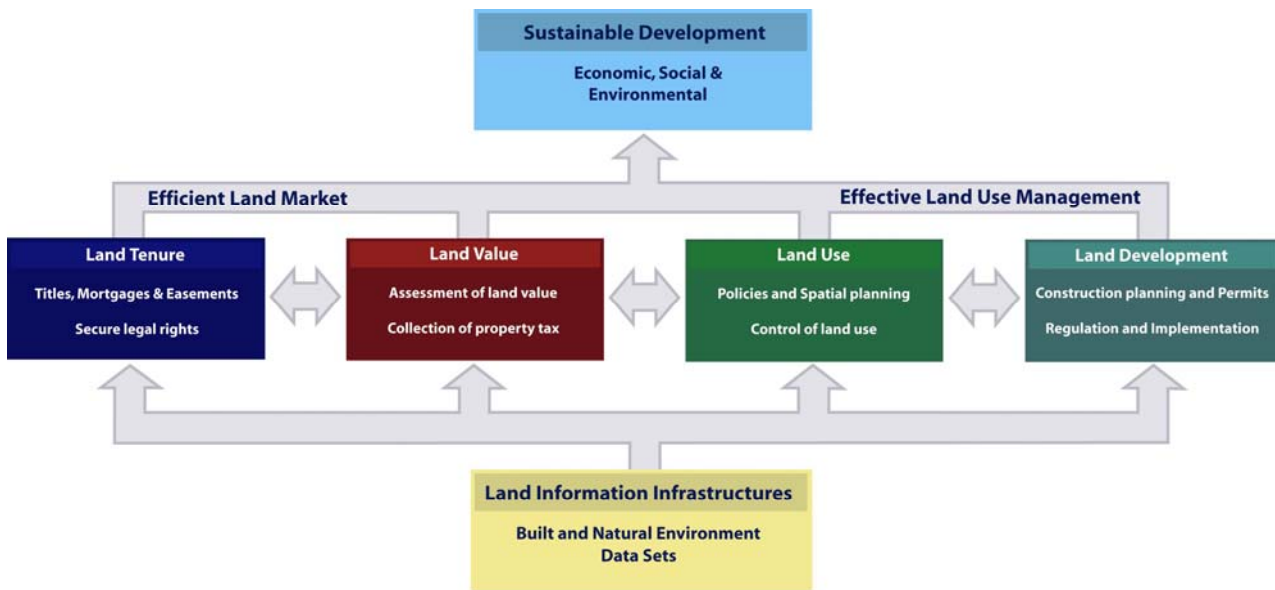 Sustainable Development
Economic, Social &
Environmental
Efficient Land Market
Effective Land Use Management
Land Tenure
Titles, Mortgages & Easements
Secure legal rights
Land Value
Assessment of land value
Collection of property tax
Land Use
Policies and Spatial planning
Control of land use
Land Development
Construction planning and Permits
Regulation and Implementation
Land Information Infrastructures
Built and Natural Environment
Data Sets